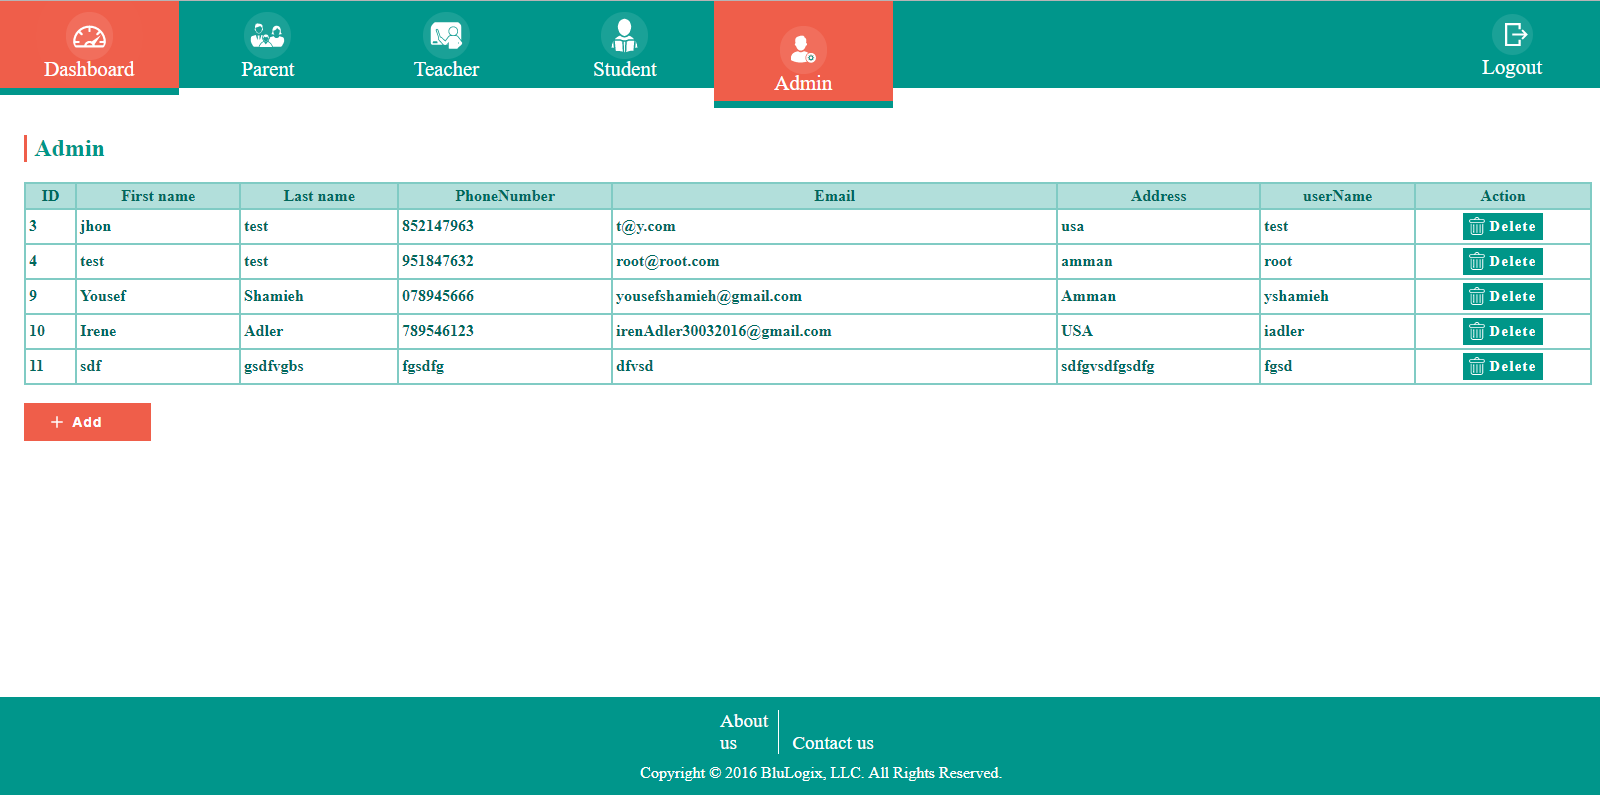 Dashboard Parent Teacher Student Admin Logout
Admin
ID First name Last name PhoneNumber Email Address userName Action
3 jhon test 852147963 t@y.com usa test Delete
4 test test 951847632 root@root.com amman root Delete
9 Yousef Shamieh 078945666 yousefshamieh@gmail.com Amman yshamieh Delete
10 Irene Adler 789546123 irenAdler30032016@gmail.com USA iadler Delete
11 sdf gsdfvgbs fgsdfg dfvsd sdfgvsdfgsdfg fgsd Delete
+ Add
About
us Contact us
Copyright © 2016 BluLogix, LLC. All Rights Reserved.